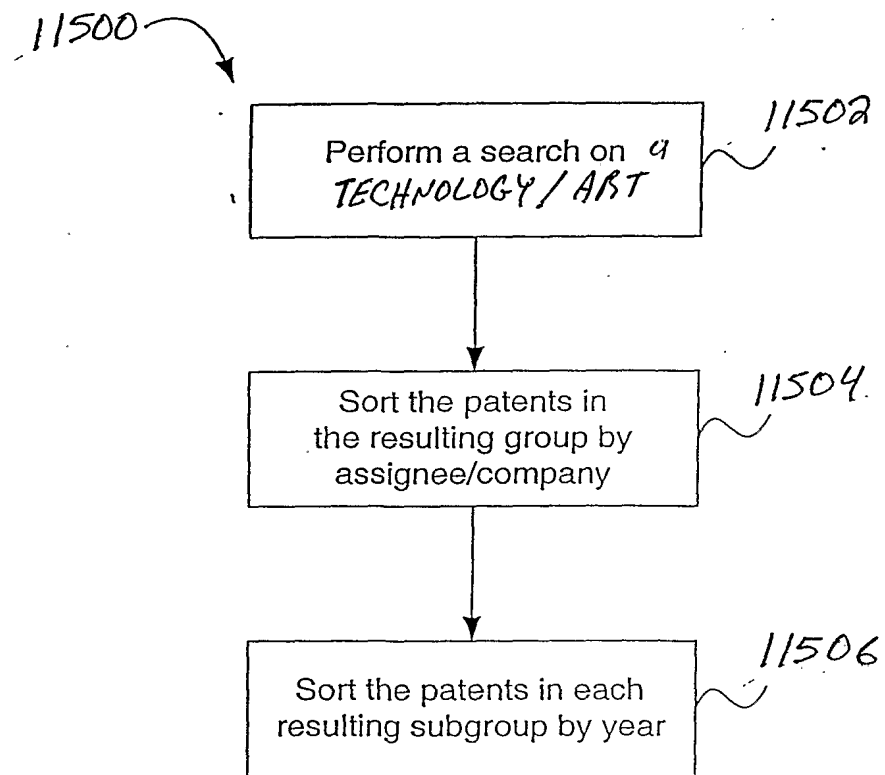 11500
11502
Perform a search on a
TECHNOLOGY / ART
11504
Sort the patents in
the resulting group by
assignee/company
11506
Sort the patents in each
resulting subgroup by year